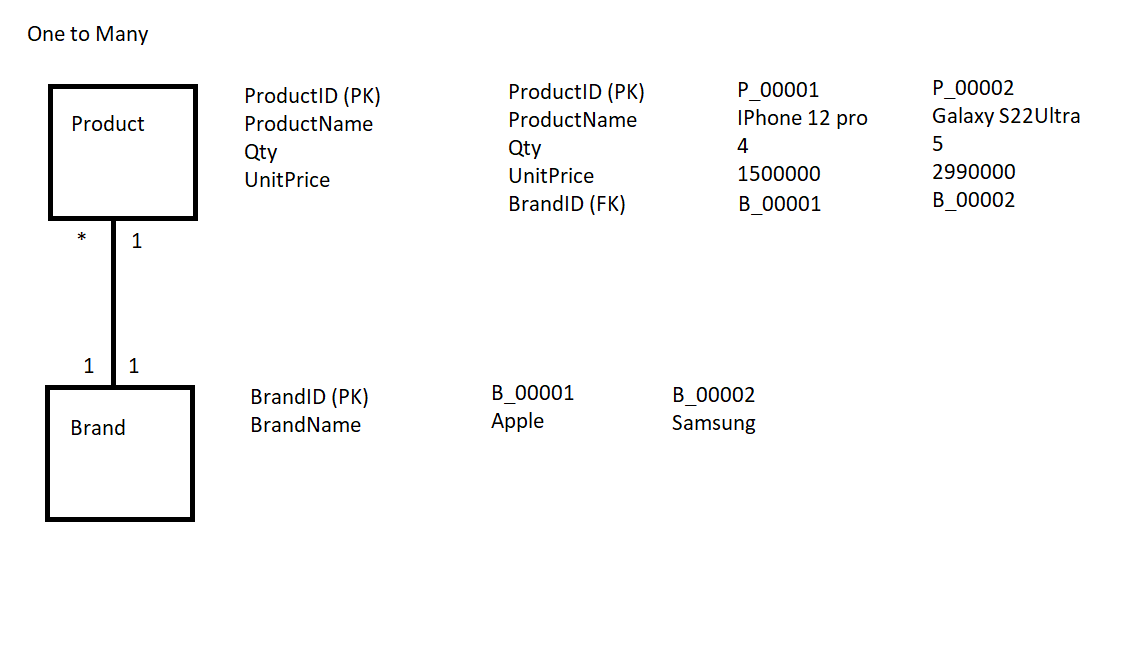 One to Many
Product
ProductID (PK)
ProductName
Qty
UnitPrice
ProductID (PK)
ProductName
Qty
UnitPrice
BrandID (FK)
P_00001
IPhone 12 pro
4
1500000
B_00001
P_00002
Galaxy S22Ultra
5
2990000
B_00002
* 1
1 1
Brand
BrandID (PK)
BrandName
B_00001
Apple
B_00002
Samsung